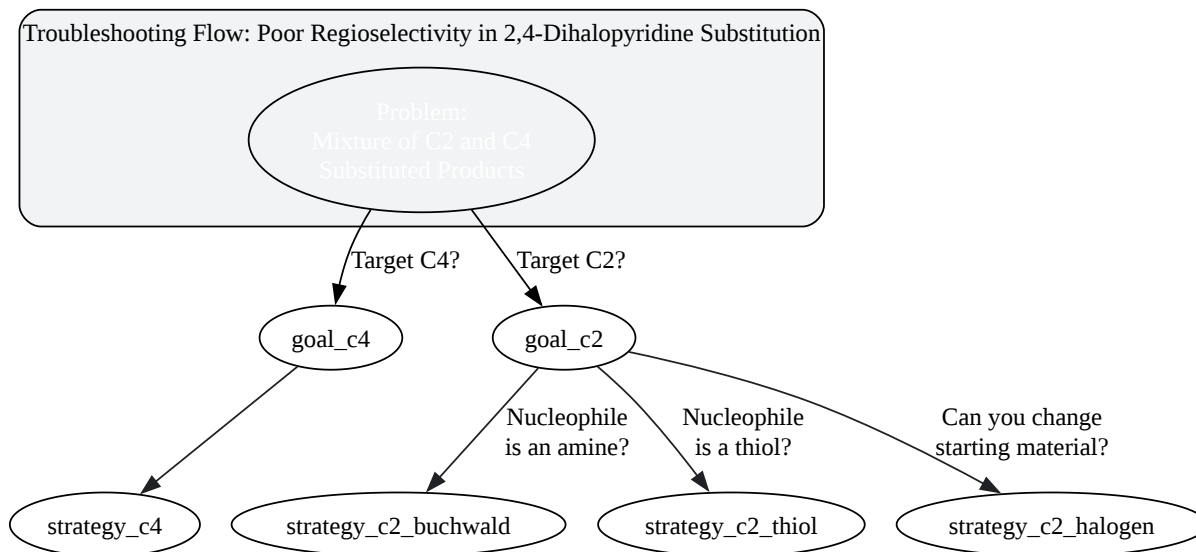 Troubleshooting Flow: Poor Regioselectivity in 2,4-Dihalopyridine Substitution
Problem:
Mixture of C2 and C4
Substituted Products
Target C4?
Target C2?
goal_c4
goal_c2
Nucleophile
is an amine?
Nucleophile
is a thiol?
Can you change
starting material?
strategy_c4
strategy_c2_buchwald
strategy_c2_thiol
strategy_c2_halogen